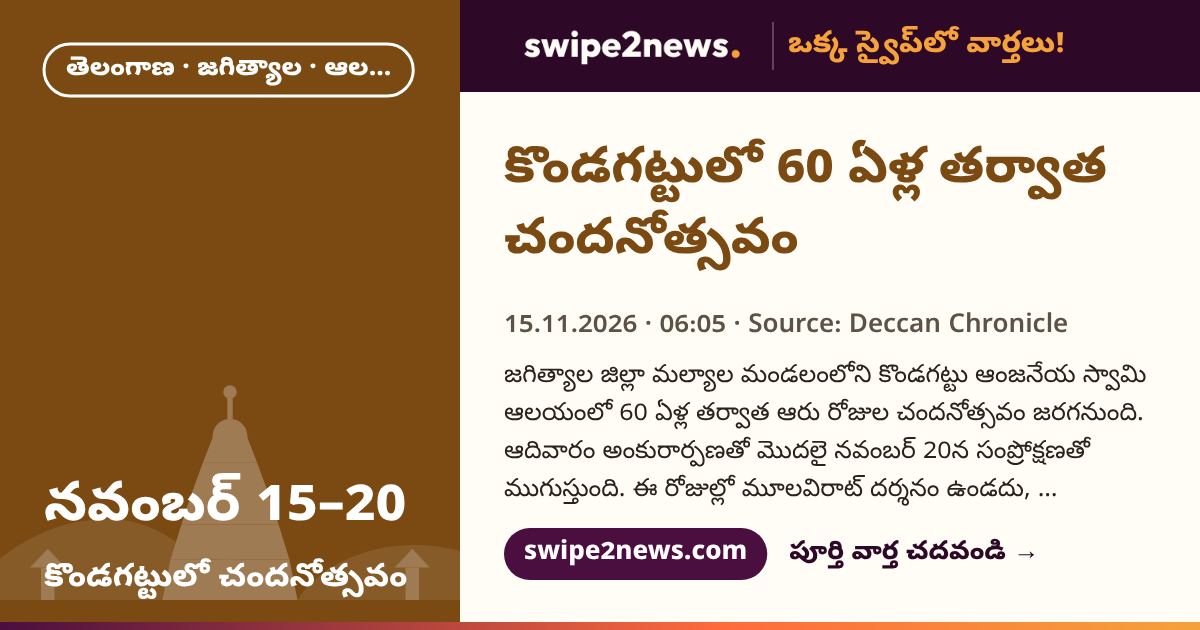 తెలంగాణ · జగిత్యాల · ఆల...
నవంబర్ 15–20
కొండగట్టులో చందనోత్సవం
swipe2news.
ఒక్క స్వైప్‌లో వార్తలు!
కొండగట్టులో 60 ఏళ్ల తర్వాత
చందనోత్సవం
15.11.2026 · 06:05 · Source: Deccan Chronicle
జగిత్యాల జిల్లా మల్యాల మండలంలోని కొండగట్టు ఆంజనేయ స్వామి
ఆలయంలో 60 ఏళ్ల తర్వాత ఆరు రోజుల చందనోత్సవం జరగనుంది.
ఆదివారం అంకురార్పణతో మొదలై నవంబర్ 20న సంప్రోక్షణతో
ముగుస్తుంది. ఈ రోజుల్లో మూలవిరాట్ దర్శనం ఉండదు, ...
swipe2news.com
పూర్తి వార్త చదవండి →